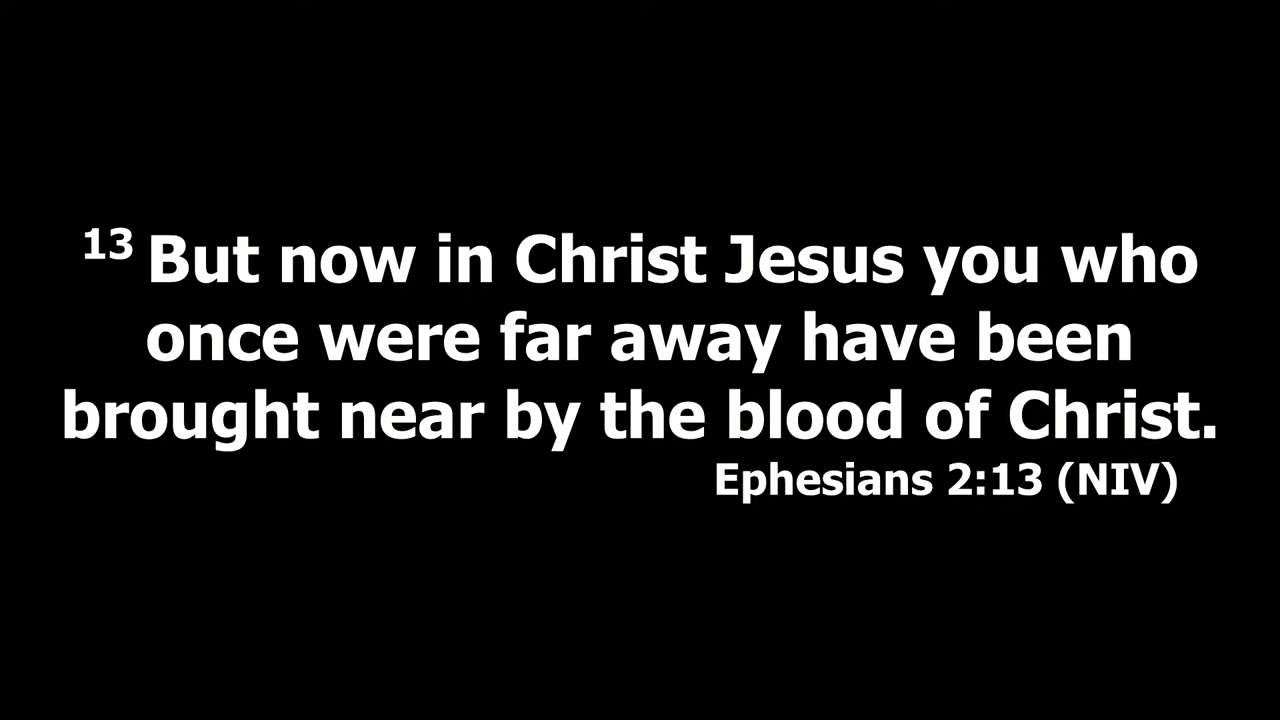 13 But now in Christ Jesus you who
once were far away have been
brought near by the blood of Christ.
Ephesians 2:13 (NIV)